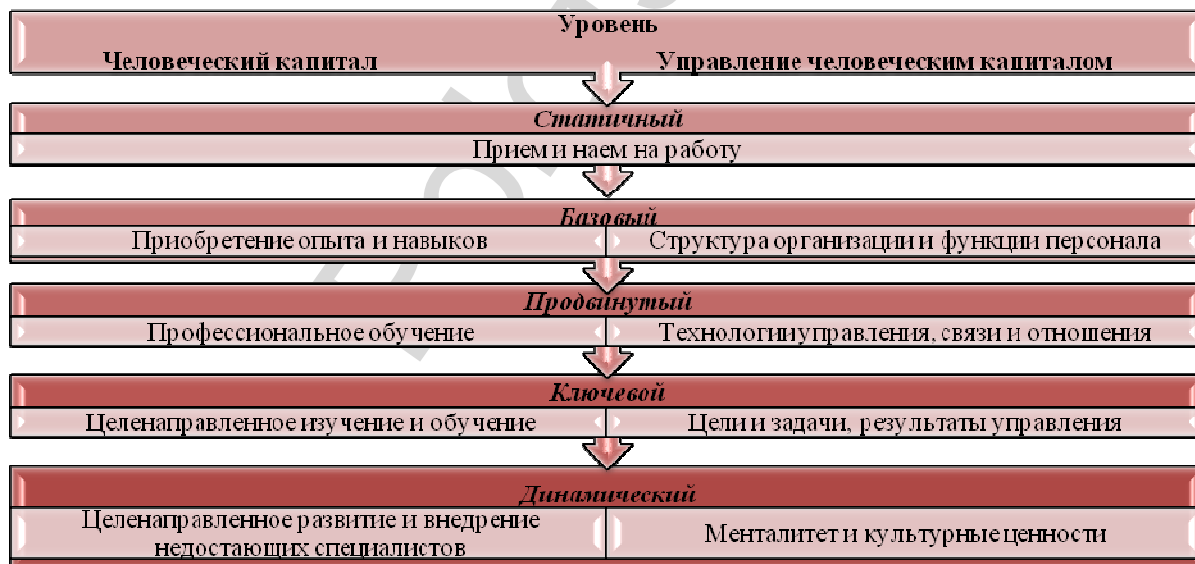 Уровень
Человеческий капитал Управление человеческим капиталом
Статичный
Прием и наем на работу
Базовый
Приобретение опыта и навыков Структура организации и функции персонала
Продвинутый
Профессиональное обучение Технологииуправления, связи и отношения
Ключевой
Целенаправленное изучение и обучение Цели и задачи, результаты управления
Динамический
Целенаправленное развитие и внедрение
недостающих специалистов Менталитет и культурные ценности